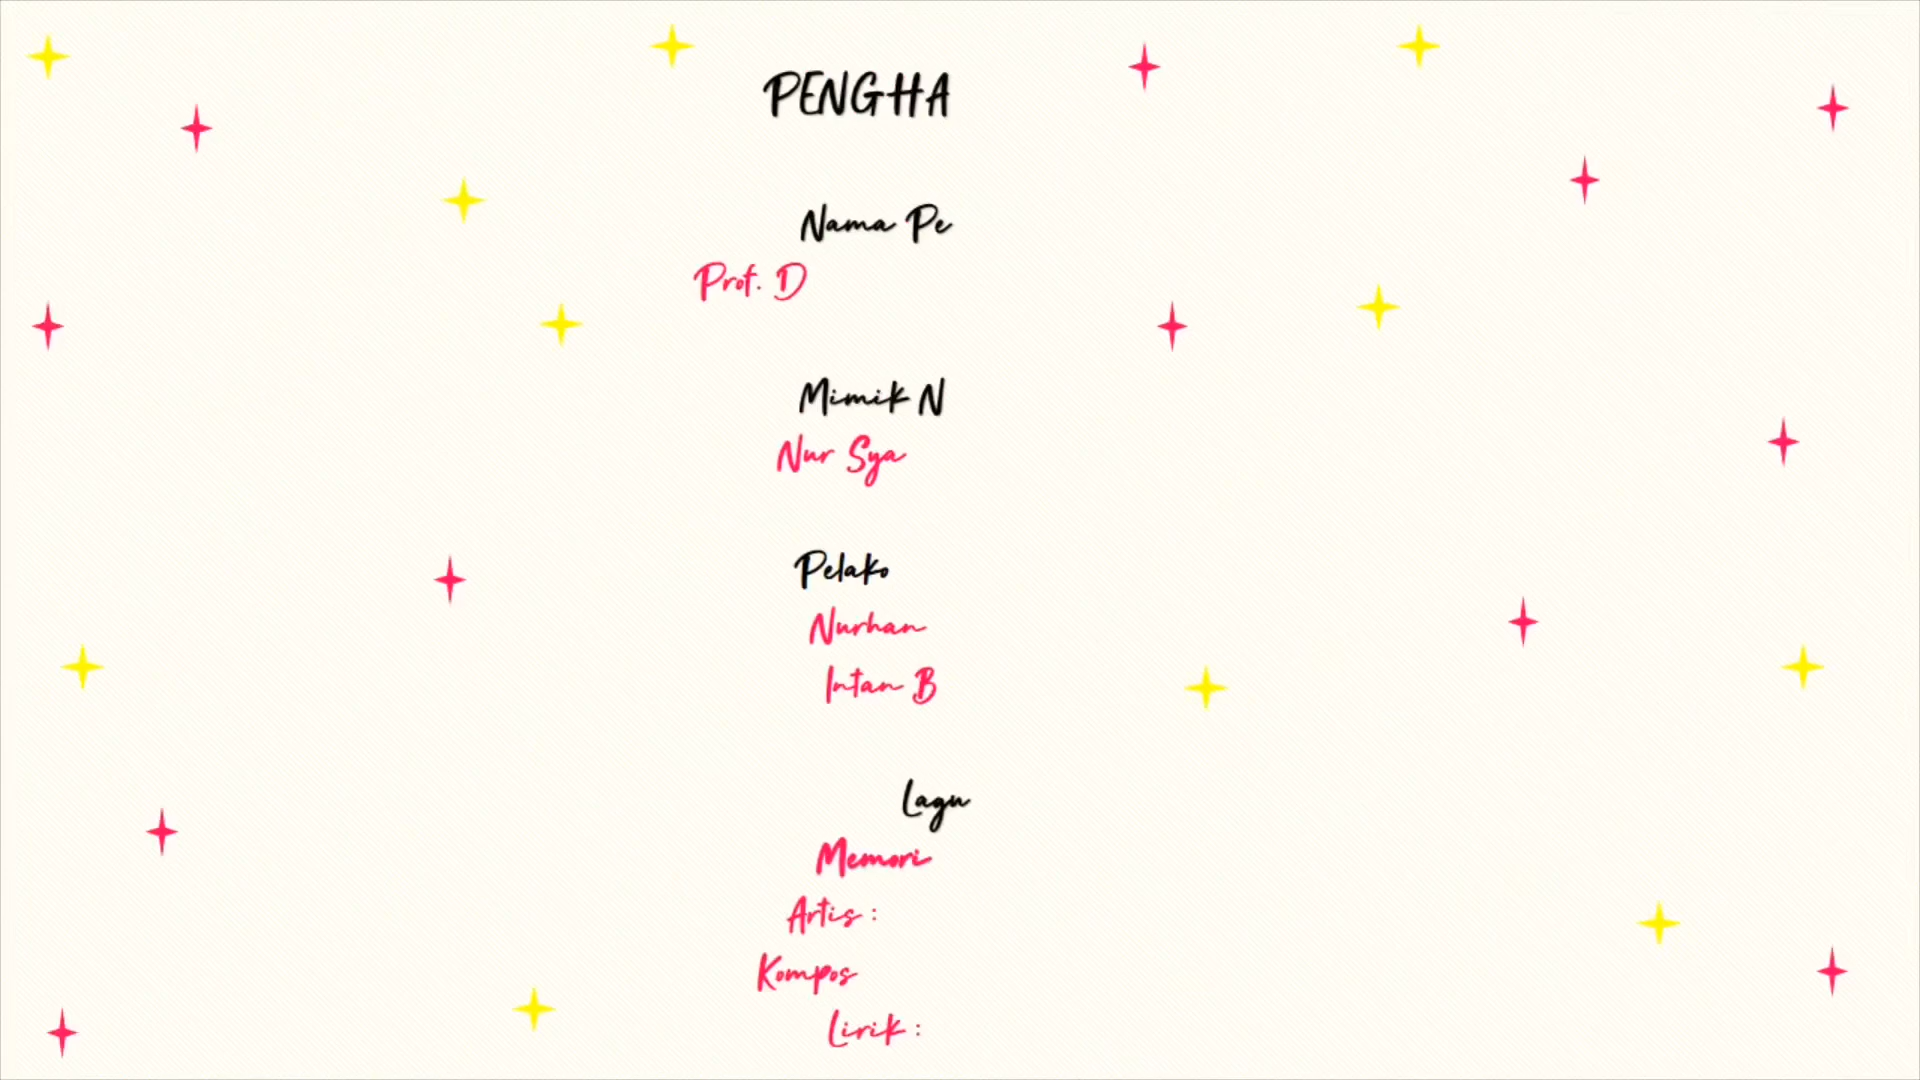 PENGHA
Nama Pe
Prof. D
Mimik N
Nur Sya
Pelako
Nurhan
Intan B
Lagu
Memori
Artis :
Kompos
Lirik :